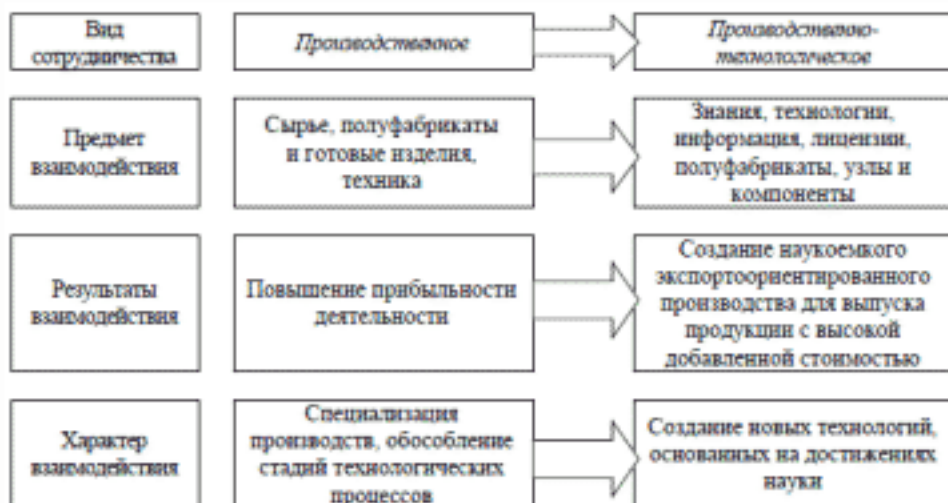 Вид
сотрудничества
Производственное
Производственно-
технологическое
Предмет
взаимодействия
Сырье, полуфабрикаты
и готовые изделия,
техника
Знания, технологии,
информация, лицензии,
полуфабрикаты, узлы и
компоненты
Результаты
взаимодействия
Повышение прибыльности
деятельности
Создание наукоемкого
экспортоориентированного
производства для выпуска
продукции с высокой
добавленной стоимостью
Характер
взаимодействия
Специализация
производств, обособление
стадий технологических
процессов
Создание новых технологий,
основанных на достижениях
науки